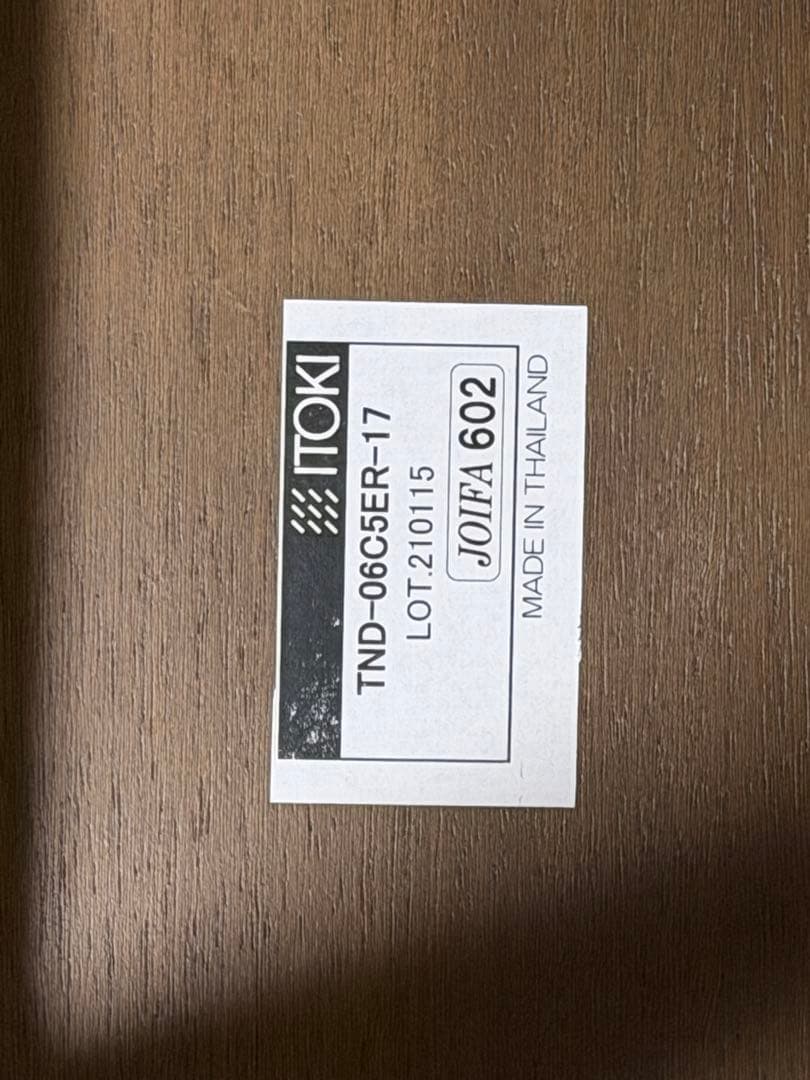 ITOKI
TND-06C5ER-17
LOT.210115
JOIFA 602
MADE IN THAILAND